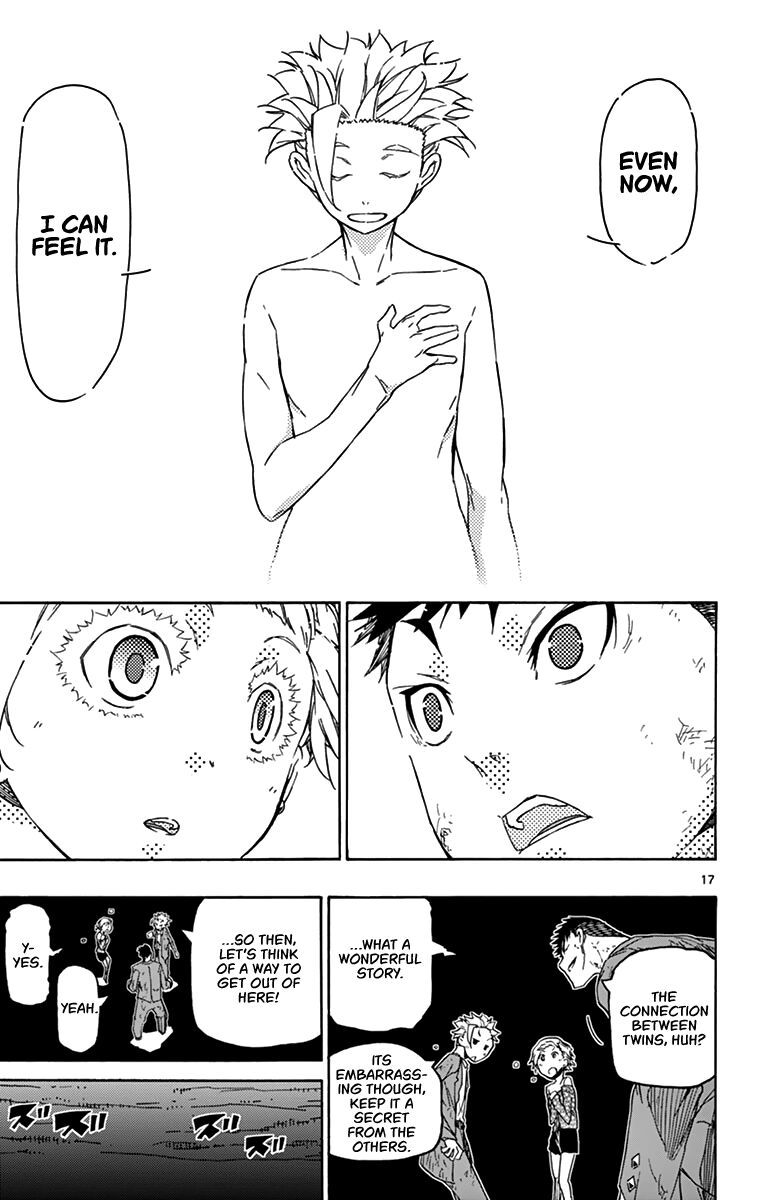 EVEN
NOW,
I CAN
FEEL IT.
17
THE
CONNECTION
BETWEEN
TWINS, HUH?
...WHAT A
WONDERFUL
STORY.
ITS
EMBARRASS-
ING THOUGH,
KEEP IT A
SECRET
FROM THE
OTHERS.
...SO THEN,
LET'S THINK
OF A WAY TO
GET OUT OF
HERE!
YEAH.
Y-
YES.
ズズ
ズズ
ズズ